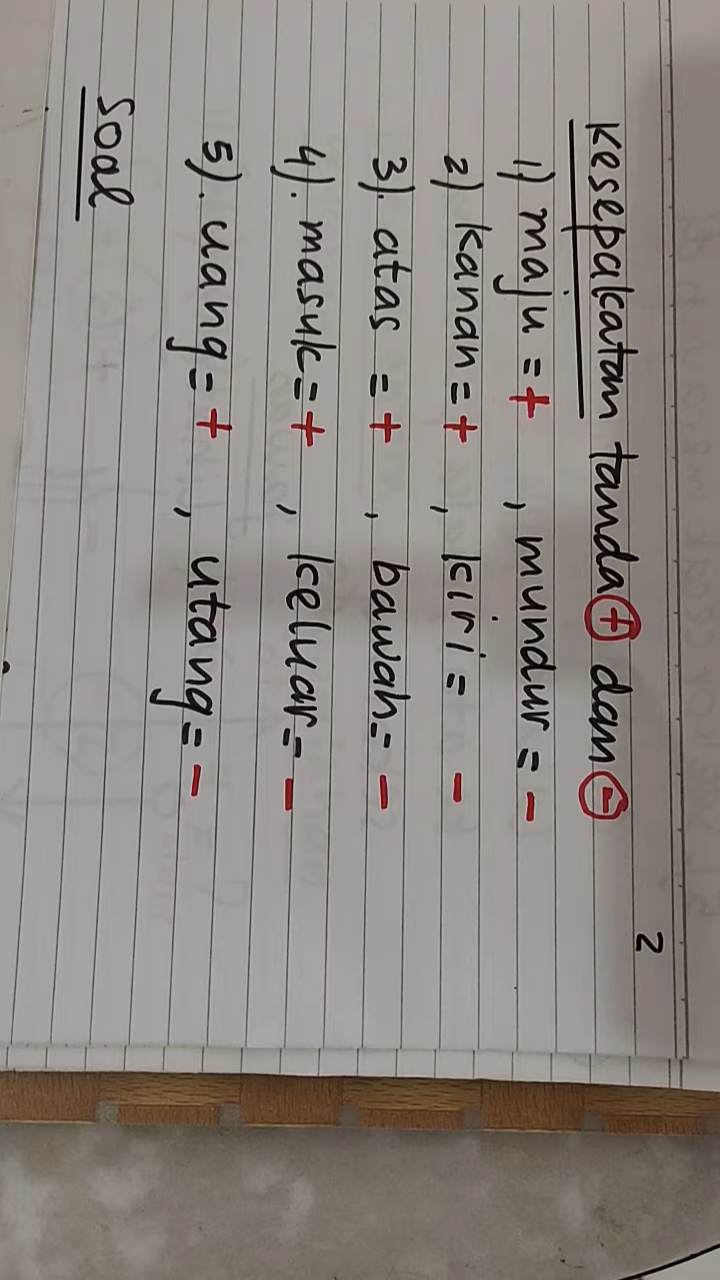 2
Kesepakatan tanda ⊕ dan ⊖
1) maju = + , mundur = -
2) kanan = + , kiri = -
3). atas = + , bawah = -
4). masuk = + , keluar = -
5). uang = + , utang = -
Soal